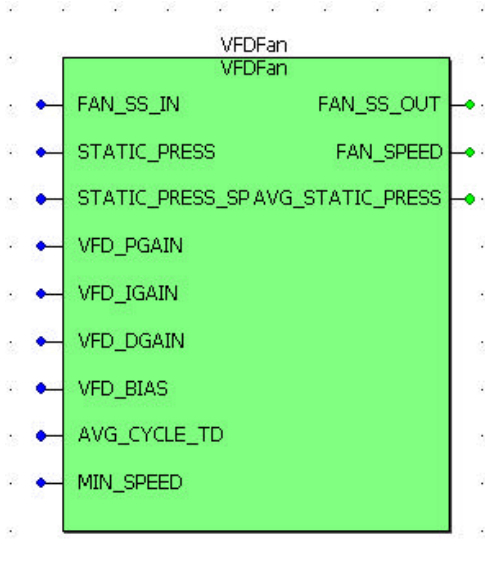 VFDFan
VFDFan
FAN_SS_IN FAN_SS_OUT
STATIC_PRESS FAN_SPEED
STATIC_PRESS_SP AVG_STATIC_PRESS
VFD_PGAIN
VFD_IGAIN
VFD_DGAIN
VFD_BIAS
AVG_CYCLE_TD
MIN_SPEED